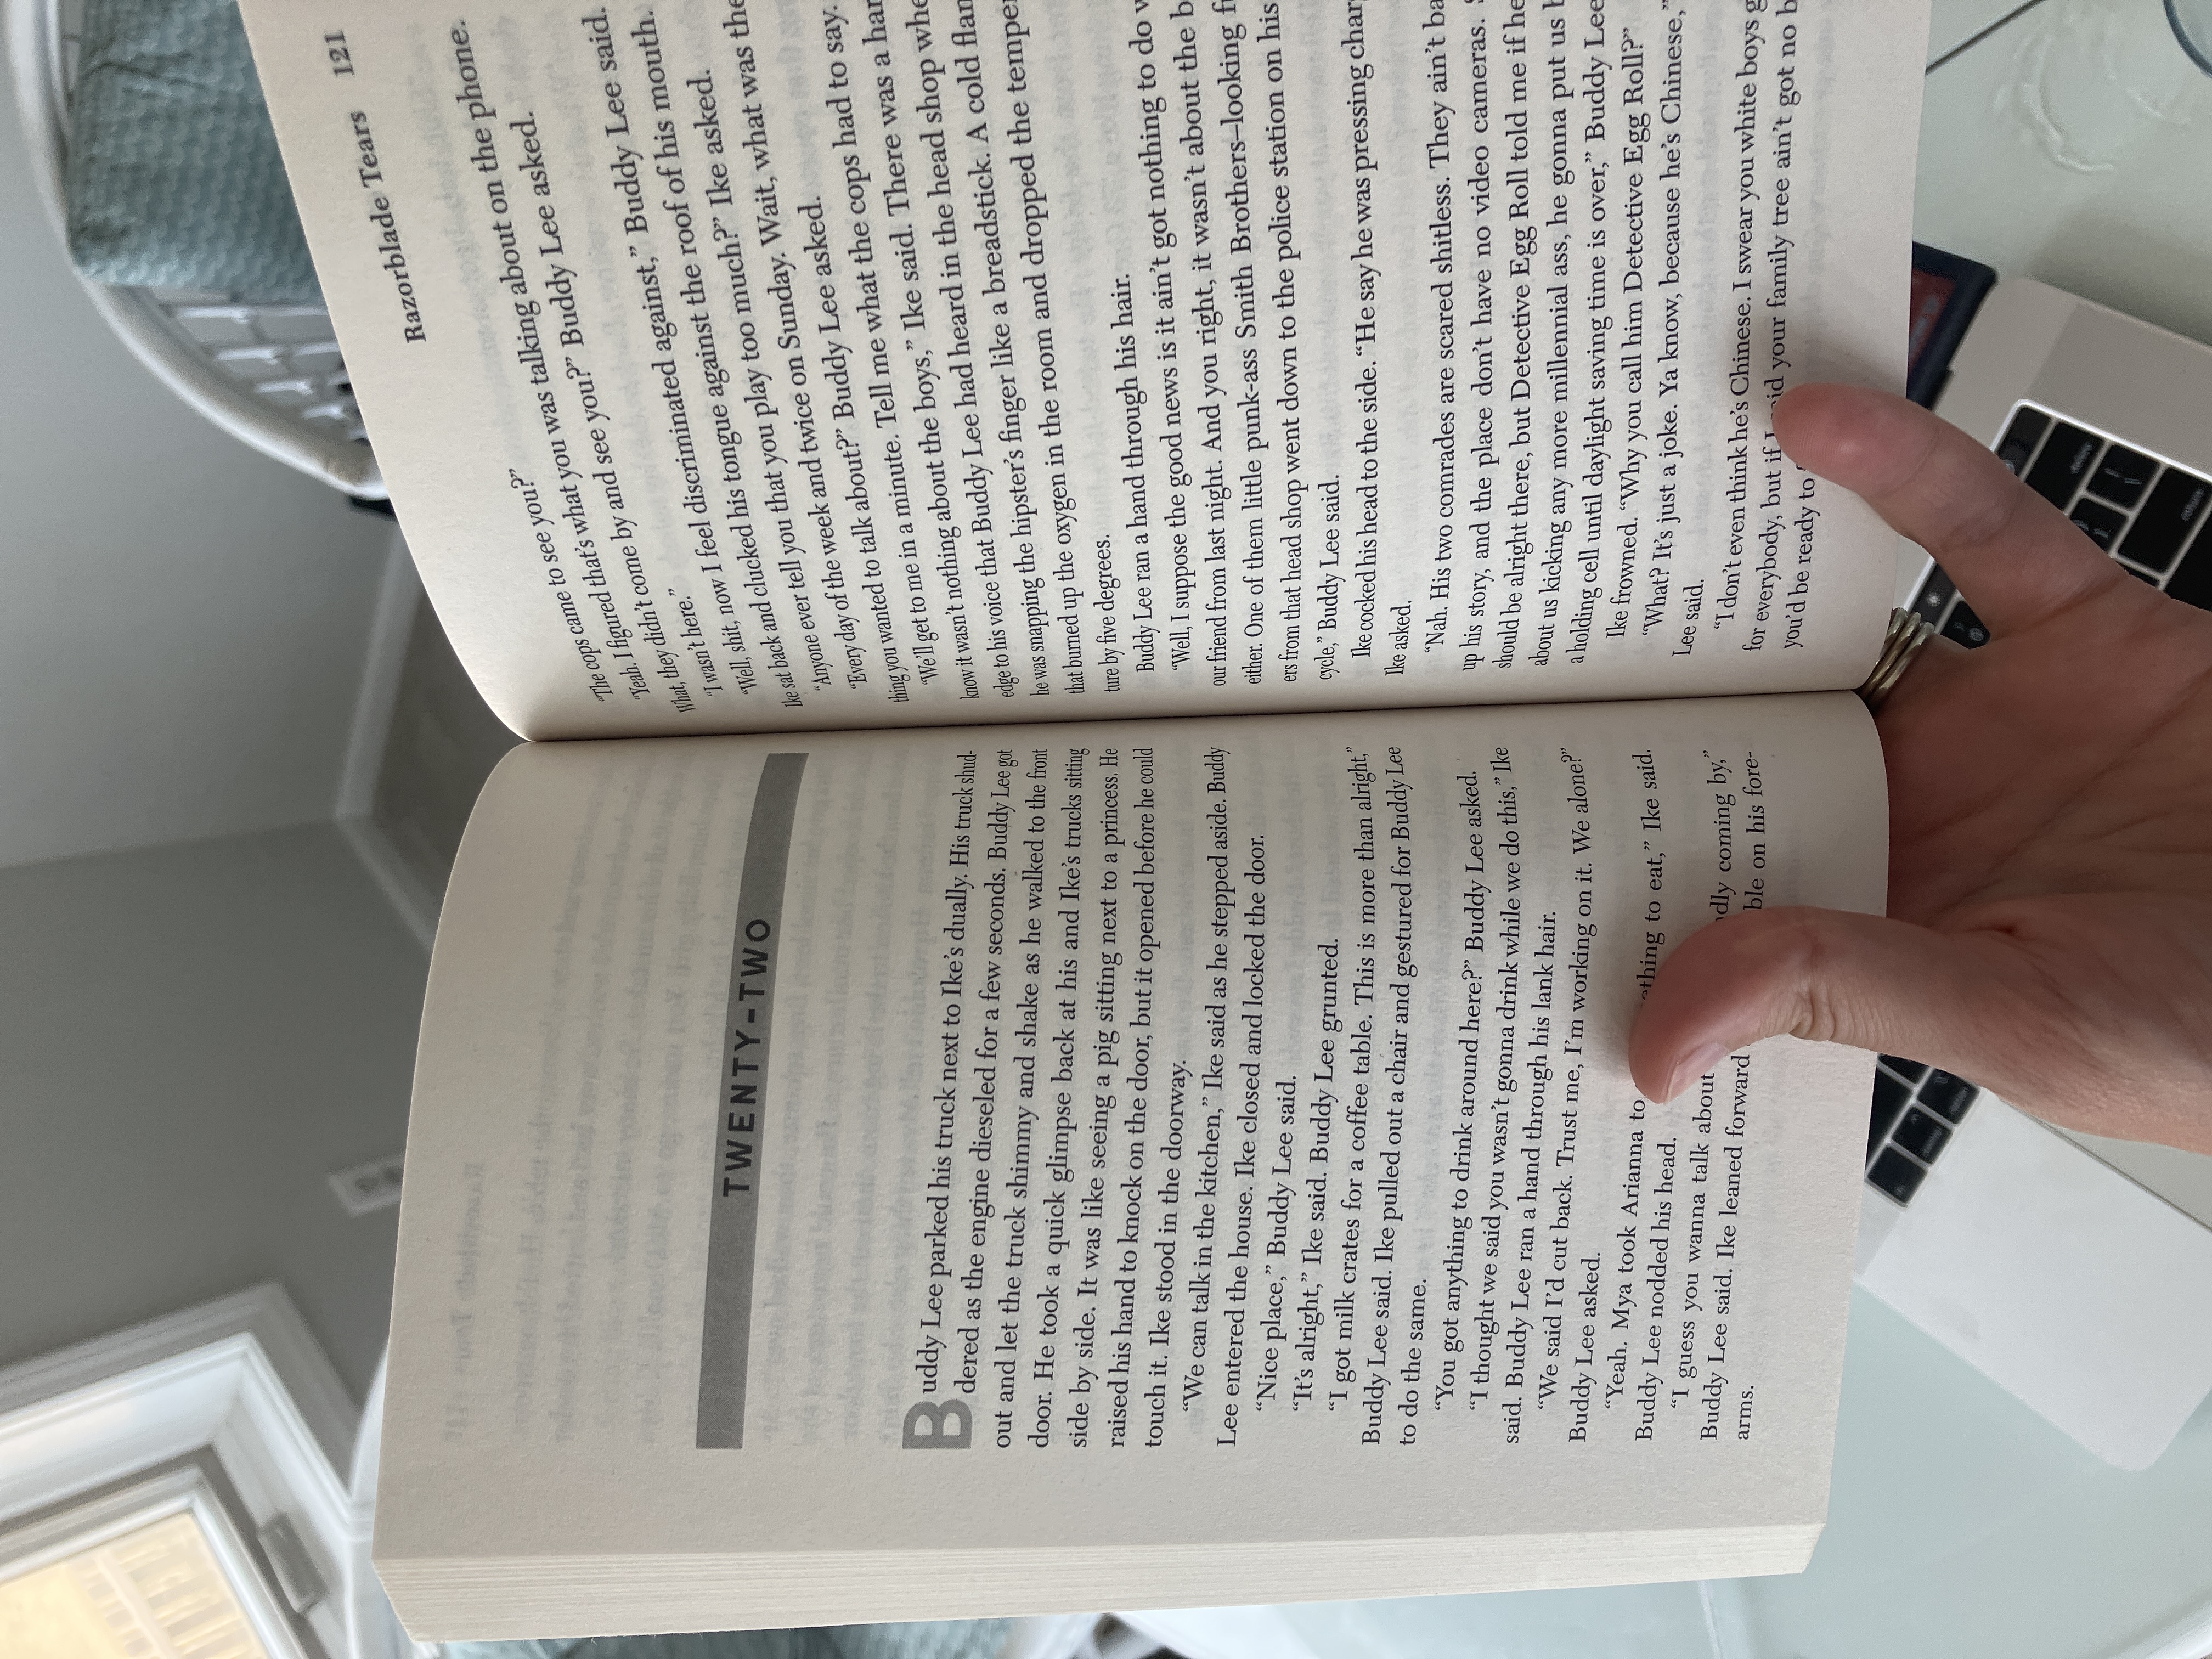 TWENTY-TWO
Buddy Lee parked his truck next to Ike's dually. His truck shud-
dered as the engine dieseled for a few seconds. Buddy Lee got
out and let the truck shimmy and shake as he walked to the front
door. He took a quick glimpse back at his and Ike's trucks sitting
side by side. It was like seeing a pig sitting next to a princess. He
raised his hand to knock on the door, but it opened before he could
touch it. Ike stood in the doorway.
“We can talk in the kitchen,” Ike said as he stepped aside. Buddy
Lee entered the house. Ike closed and locked the door.
“Nice place,” Buddy Lee said.
“It's alright,” Ike said. Buddy Lee grunted.
“I got milk crates for a coffee table. This is more than alright,”
Buddy Lee said. Ike pulled out a chair and gestured for Buddy Lee
to do the same.
“You got anything to drink around here?” Buddy Lee asked.
“I thought we said you wasn't gonna drink while we do this,” Ike
said. Buddy Lee ran a hand through his lank hair.
“We said I'd cut back. Trust me, I'm working on it. We alone?”
Buddy Lee asked.
“Yeah. Mya took Arianna to to eat,” Ike said.
Buddy Lee nodded his head.
“I guess you wanna talk about coming by,”
Buddy Lee said. Ike leaned forward on his fore-
arms.
Razorblade Tears 121
“The cops came to see you?”
“Yeah. I figured that's what you was talking about on the phone.
What, they didn't come by and see you?” Buddy Lee asked.
“I wasn't here.”
“Well, shit, now I feel discriminated against,” Buddy Lee said.
Ike sat back and clucked his tongue against the roof of his mouth.
“Anyone ever tell you that you play too much?” Ike asked.
“Every day of the week and twice on Sunday. Wait, what was the
thing you wanted to talk about?” Buddy Lee asked.
“We'll get to me in a minute. Tell me what the cops had to say.
know it wasn't nothing about the boys,” Ike said. There was a
edge to his voice that Buddy Lee had heard in the head shop
he was snapping the hipster's finger like a breadstick. A cold
that burned up the oxygen in the room and dropped the
ture by five degrees.
Buddy Lee ran a hand through his hair.
“Well, I suppose the good news is it ain't got nothing to do
our friend from last night. And you right, it wasn't about the
either. One of them little punk-ass Smith Brothers–looking
ers from that head shop went down to the police station on his
cycle,” Buddy Lee said.
Ike cocked his head to the side. “He say he was pressing
Ike asked.
“Nah. His two comrades are scared shitless. They ain't
up his story, and the place don't have no video cameras.
should be alright there, but Detective Egg Roll told me if he
about us kicking any more millennial ass, he gonna put us
a holding cell until daylight saving time is over,” Buddy Lee
Ike frowned. “Why you call him Detective Egg Roll?”
“What? It's just a joke. Ya know, because he's Chinese,”
Lee said.
“I don't even think he's Chinese. I swear you white boys
for everybody, but if I said your family tree ain't got no
you'd be ready to
delete
return